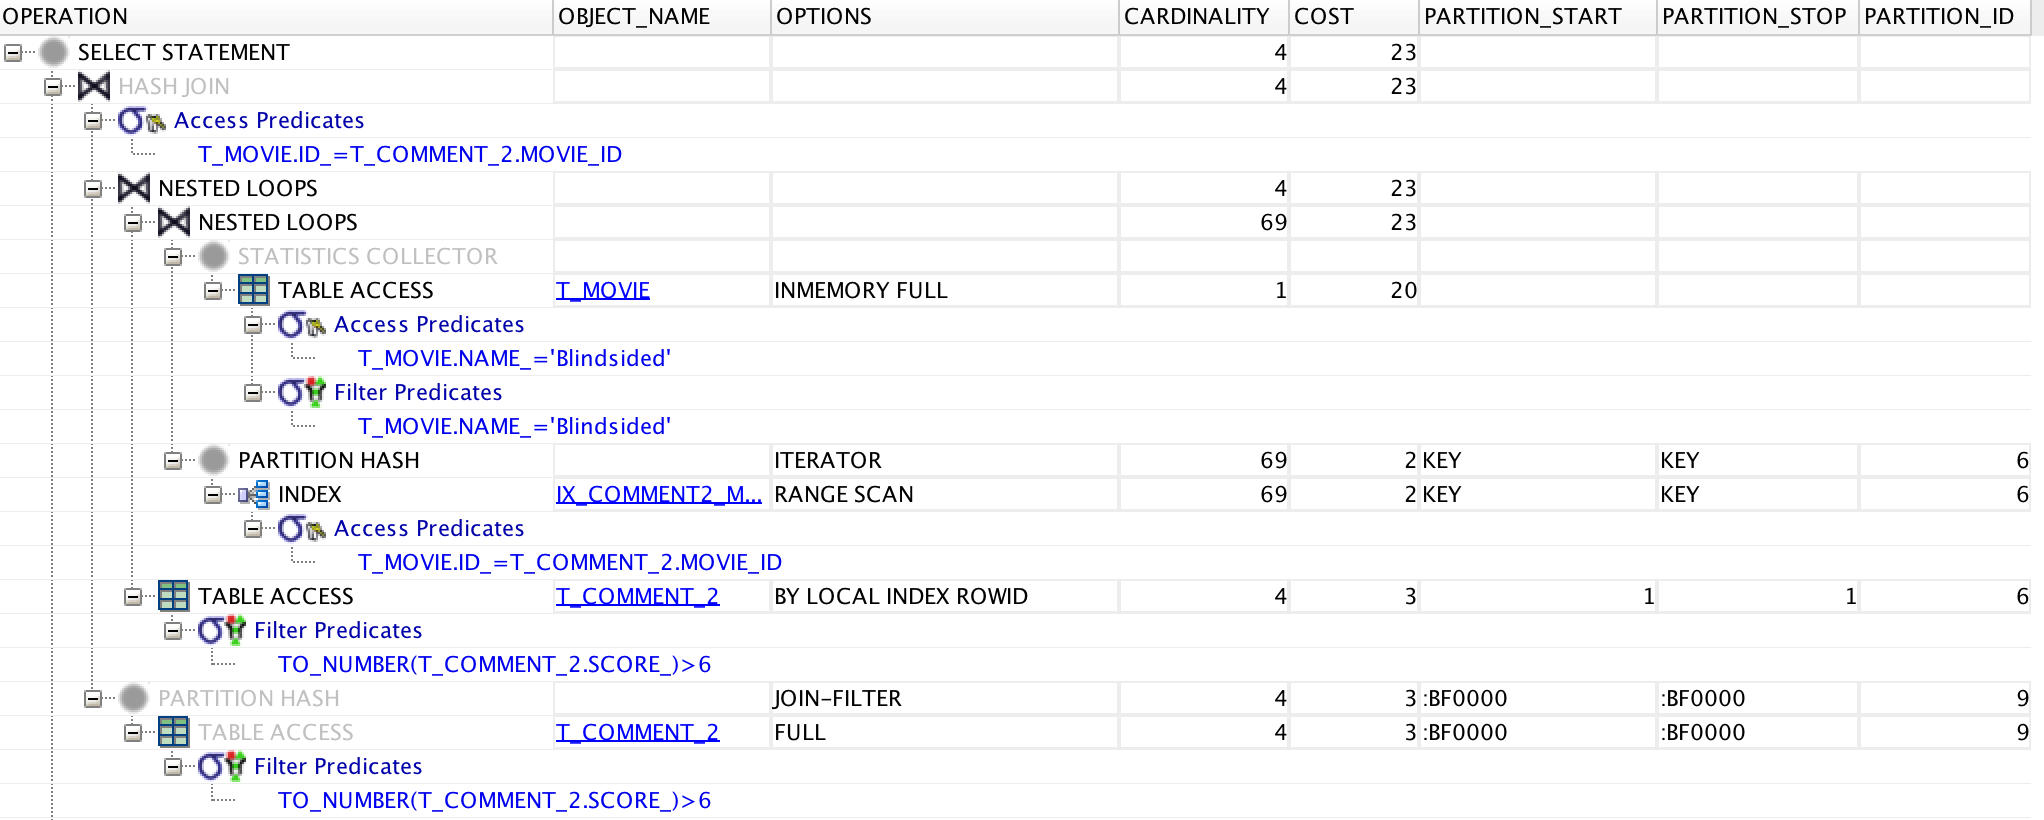 OPERATION OBJECT_NAME OPTIONS CARDINALITY COST PARTITION_START PARTITION_STOP PARTITION_ID
SELECT STATEMENT 4 23
HASH JOIN 4 23
Access Predicates
T_MOVIE.ID_=T_COMMENT_2.MOVIE_ID
NESTED LOOPS 4 23
NESTED LOOPS 69 23
STATISTICS COLLECTOR
TABLE ACCESS T_MOVIE INMEMORY FULL 1 20
Access Predicates
T_MOVIE.NAME_='Blindsided'
Filter Predicates
T_MOVIE.NAME_='Blindsided'
PARTITION HASH ITERATOR 69 2 KEY KEY 6
INDEX IX_COMMENT2_M... RANGE SCAN 69 2 KEY KEY 6
Access Predicates
T_MOVIE.ID_=T_COMMENT_2.MOVIE_ID
TABLE ACCESS T_COMMENT_2 BY LOCAL INDEX ROWID 4 3 1 1 6
Filter Predicates
TO_NUMBER(T_COMMENT_2.SCORE_)>6
PARTITION HASH JOIN-FILTER 4 3 :BF0000 :BF0000 9
TABLE ACCESS T_COMMENT_2 FULL 4 3 :BF0000 :BF0000 9
Filter Predicates
TO_NUMBER(T_COMMENT_2.SCORE_)>6